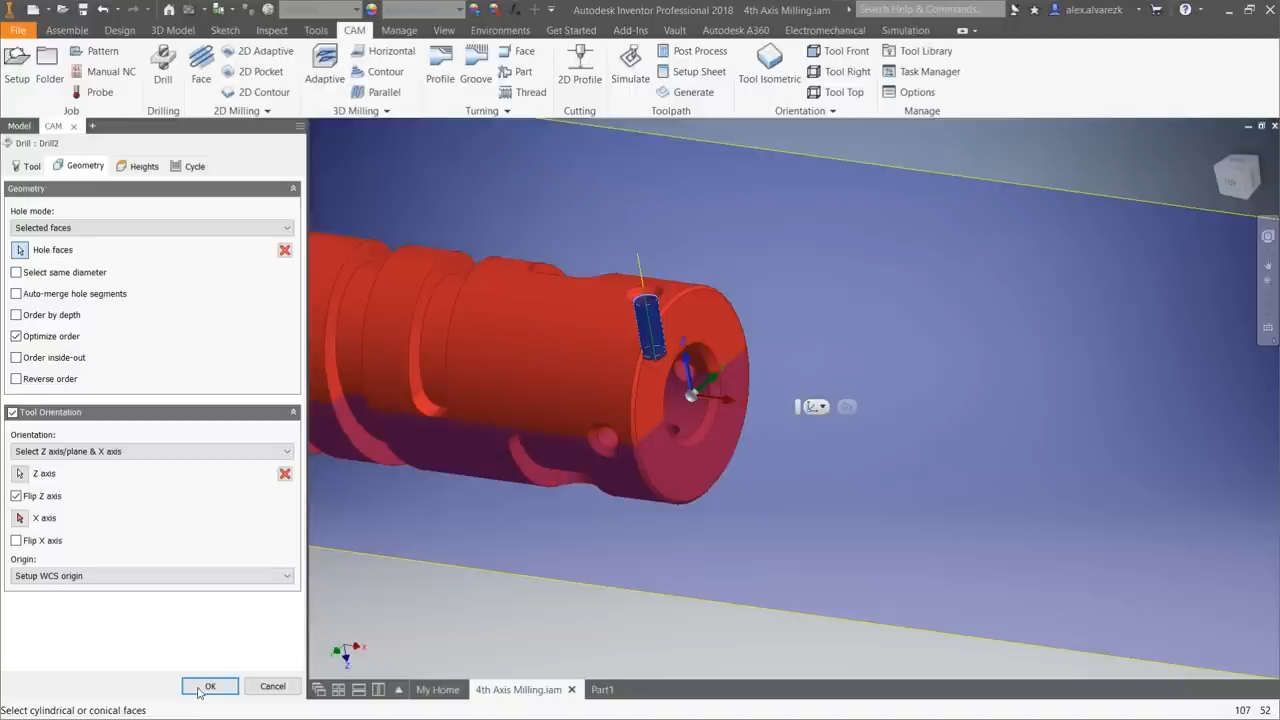 Autodesk Inventor Professional 2018 4th Axis Milling.iam
Search Help & Commands...
alex.alvarezk
File Assemble Design 3D Model Sketch Inspect Tools CAM Manage View Environments Get Started Add-Ins Vault Autodesk A360 Electromechanical Simulation
Setup Folder Pattern Manual NC Probe
Job
Drill
Drilling
Face 2D Adaptive 2D Pocket 2D Contour
2D Milling
Adaptive Horizontal Contour Parallel
3D Milling
Profile Groove Face Part Thread
Turning
2D Profile
Cutting
Simulate Post Process Setup Sheet Generate
Toolpath
Tool Isometric Tool Front Tool Right Tool Top
Orientation
Tool Library Task Manager Options
Manage
Model CAM
Drill : Drill2
Tool Geometry Heights Cycle
Geometry
Hole mode:
Selected faces
Hole faces
Select same diameter
Auto-merge hole segments
Order by depth
Optimize order
Order inside-out
Reverse order
Tool Orientation
Orientation:
Select Z axis/plane & X axis
Z axis
Flip Z axis
X axis
Flip X axis
Origin:
Setup WCS origin
OK Cancel
TOP
X
Z
My Home 4th Axis Milling.iam Part1
Select cylindrical or conical faces
107 52